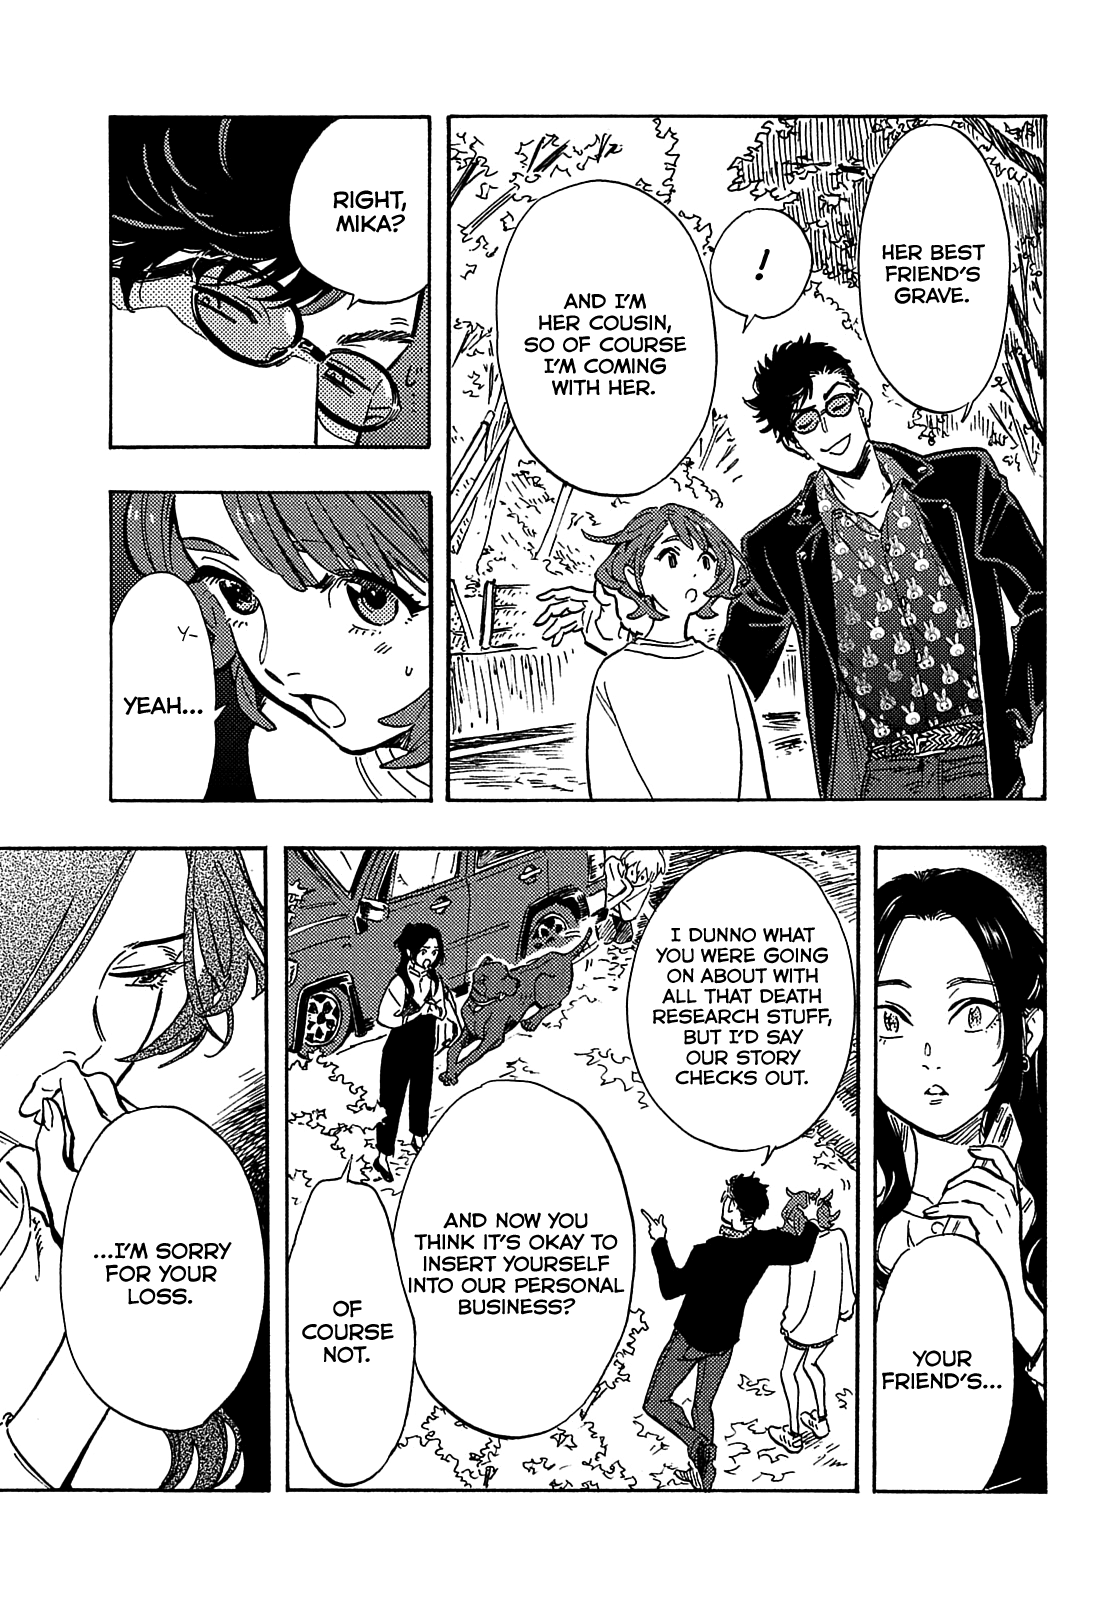 HER BEST
FRIEND'S
GRAVE.
!
AND I'M
HER COUSIN,
SO OF COURSE
I'M COMING
WITH HER.
RIGHT,
MIKA?
Y-
YEAH...
YOUR
FRIEND'S...
I DUNNO WHAT
YOU WERE GOING
ON ABOUT WITH
ALL THAT DEATH
RESEARCH STUFF,
BUT I'D SAY
OUR STORY
CHECKS OUT.
AND NOW YOU
THINK IT'S OKAY TO
INSERT YOURSELF
INTO OUR PERSONAL
BUSINESS?
OF
COURSE
NOT.
...I'M SORRY
FOR YOUR
LOSS.